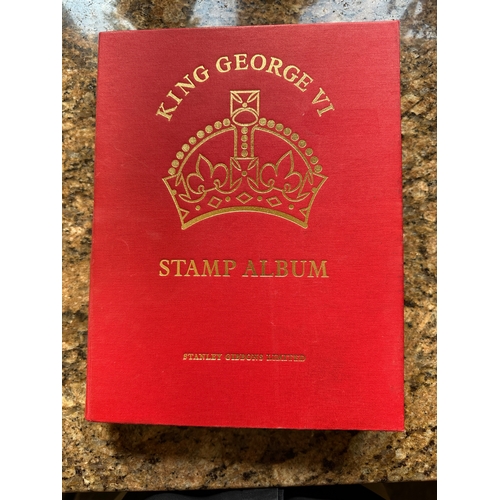 KING GEORGE VI
STAMP ALBUM
STANLEY GIBBONS LIMITED